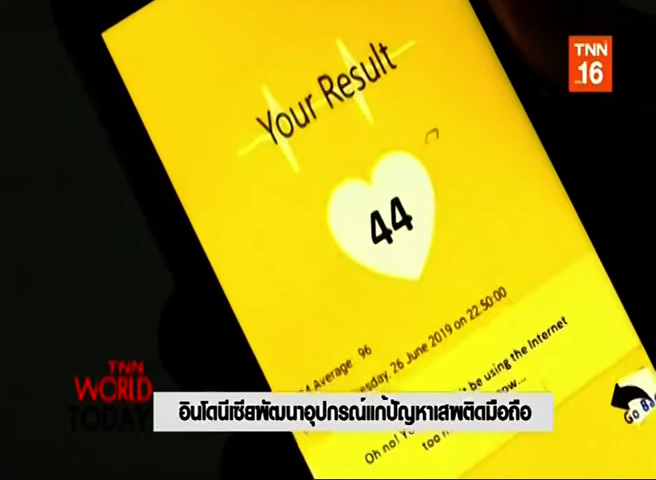 TNN
16
Your Result
44
Average : 96
day, 26 June 2019 on 22:50:00
be using the Internet
Oh no!
too
Go Ba
TNN
WORLD
TODAY
อินโดนีเซียพัฒนาอุปกรณ์แก้ปัญหาเสพติดมือถือ